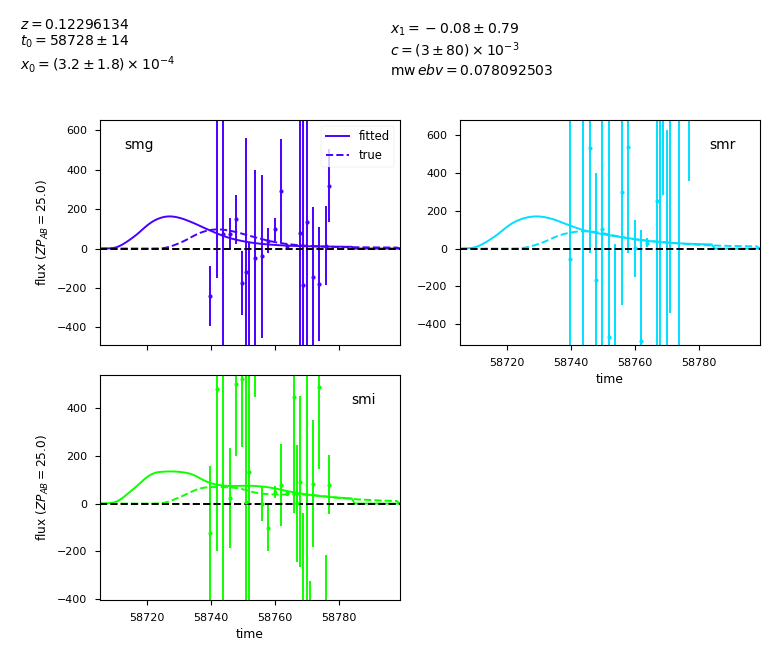 z = 0.12296134
t₀ = 58728 ± 14
x₀ = (3.2 ± 1.8) × 10⁻⁴
x₁ = −0.08 ± 0.79
c = (3 ± 80) × 10⁻³
mw ebv = 0.078092503
smg
fitted
true
600
400
200
0
−200
−400
flux (ZP_AB = 25.0)
smr
600
400
200
0
−200
−400
58720 58740 58760 58780
time
smi
400
200
0
−200
−400
flux (ZP_AB = 25.0)
58720 58740 58760 58780
time